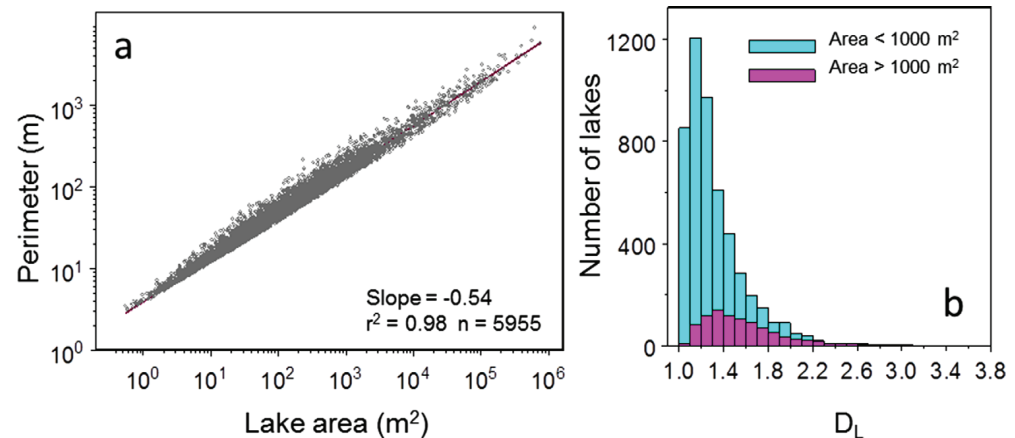 a
Perimeter (m)
10³
10²
10¹
10⁰
Slope = -0.54
r² = 0.98 n = 5955
10⁰ 10¹ 10² 10³ 10⁴ 10⁵ 10⁶
Lake area (m²)
Number of lakes
1200
800
400
0
Area < 1000 m²
Area > 1000 m²
b
1.0 1.4 1.8 2.2 2.6 3.0 3.4 3.8
D_L